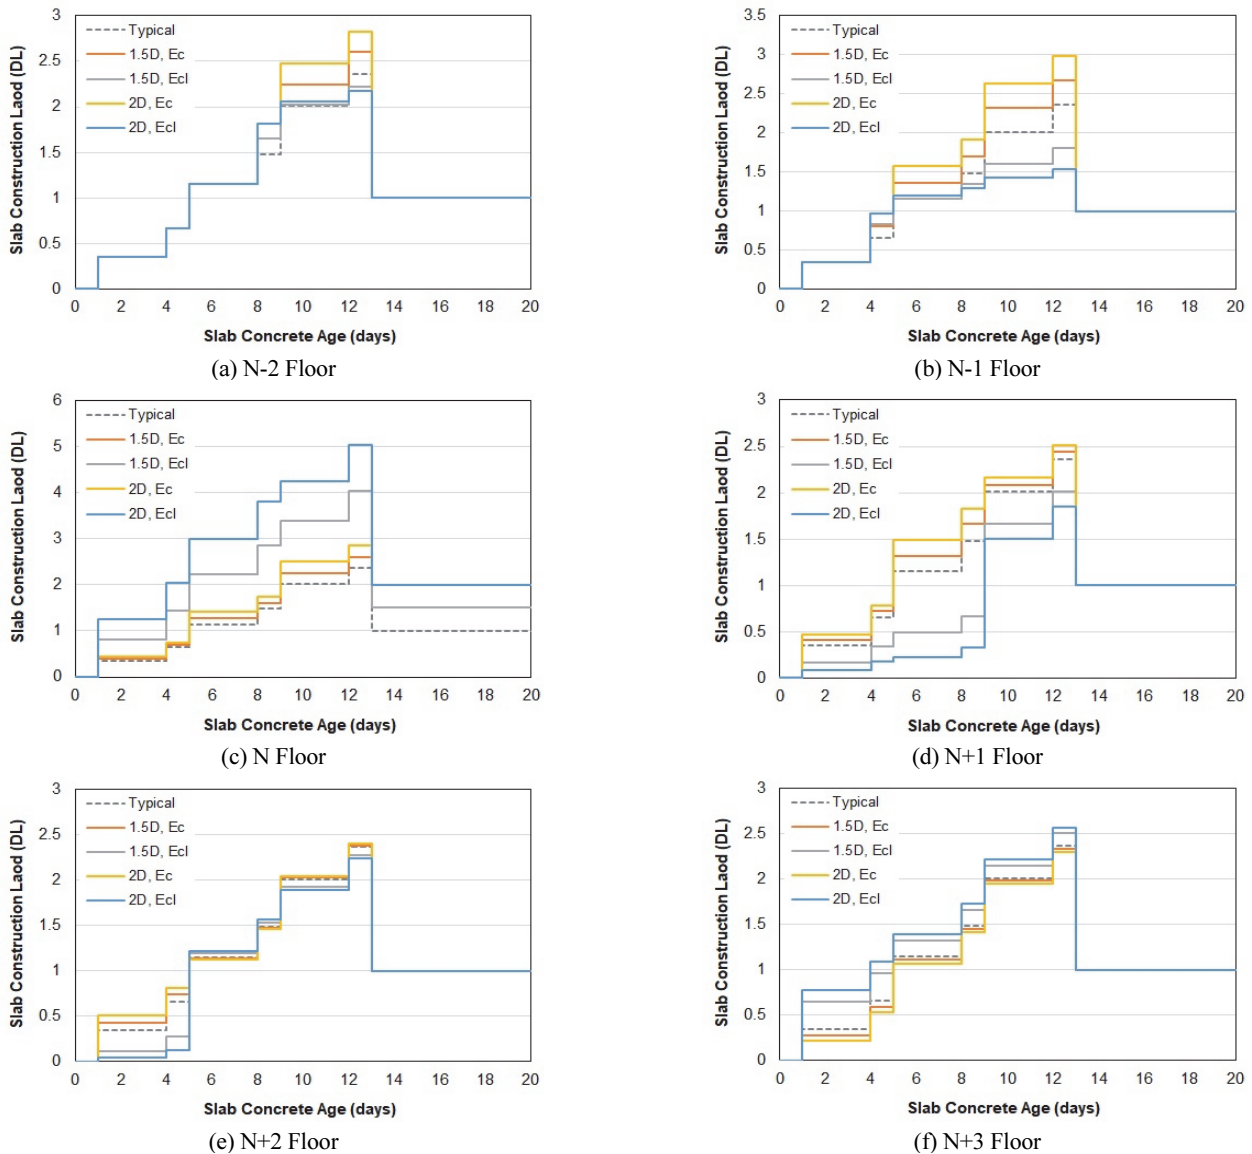 3
2.5
2
1.5
1
0.5
0
Slab Construction Laod (DL)
Typical
1.5D, Ec
1.5D, Ecl
2D, Ec
2D, Ecl
0 2 4 6 8 10 12 14 16 18 20
Slab Concrete Age (days)
(a) N-2 Floor
3.5
3
2.5
2
1.5
1
0.5
0
Slab Construction Laod (DL)
Typical
1.5D, Ec
1.5D, Ecl
2D, Ec
2D, Ecl
0 2 4 6 8 10 12 14 16 18 20
Slab Concrete Age (days)
(b) N-1 Floor
6
5
4
3
2
1
0
Slab Construction Laod (DL)
Typical
1.5D, Ec
1.5D, Ecl
2D, Ec
2D, Ecl
0 2 4 6 8 10 12 14 16 18 20
Slab Concrete Age (days)
(c) N Floor
3
2.5
2
1.5
1
0.5
0
Slab Construction Laod (DL)
Typical
1.5D, Ec
1.5D, Ecl
2D, Ec
2D, Ecl
0 2 4 6 8 10 12 14 16 18 20
Slab Concrete Age (days)
(d) N+1 Floor
3
2.5
2
1.5
1
0.5
0
Slab Construction Laod (DL)
Typical
1.5D, Ec
1.5D, Ecl
2D, Ec
2D, Ecl
0 2 4 6 8 10 12 14 16 18 20
Slab Concrete Age (days)
(e) N+2 Floor
3
2.5
2
1.5
1
0.5
0
Slab Construction Laod (DL)
Typical
1.5D, Ec
1.5D, Ecl
2D, Ec
2D, Ecl
0 2 4 6 8 10 12 14 16 18 20
Slab Concrete Age (days)
(f) N+3 Floor